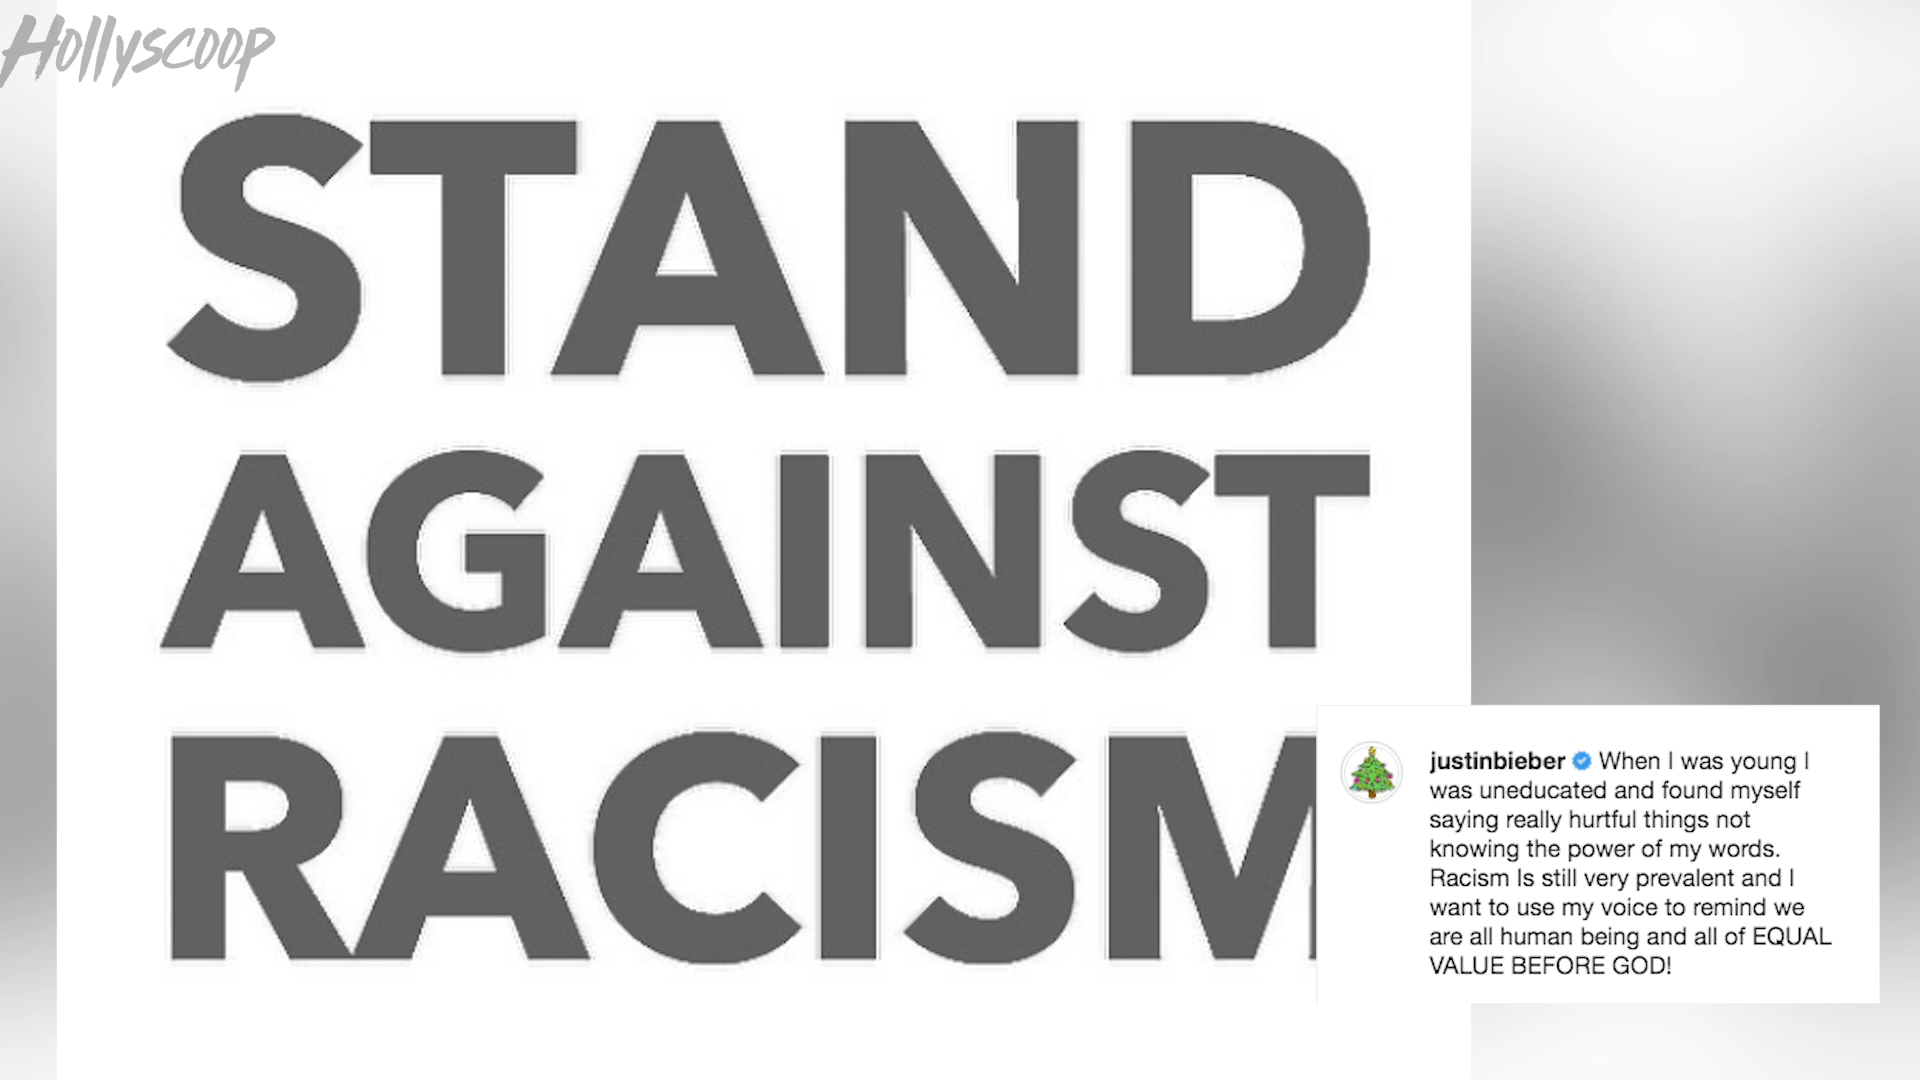 Hollyscoop
STAND
AGAINST
RACISM
justinbieber When I was young I
was uneducated and found myself
saying really hurtful things not
knowing the power of my words.
Racism Is still very prevalent and I
want to use my voice to remind we
are all human being and all of EQUAL
VALUE BEFORE GOD!